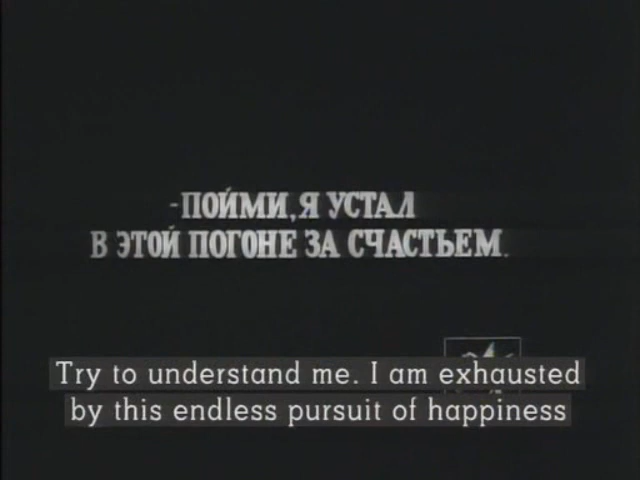 -ПОЙМИ, Я УСТАЛ
В ЭТОЙ ПОГОНЕ ЗА СЧАСТЬЕМ.
Try to understand me. I am exhausted
by this endless pursuit of happiness